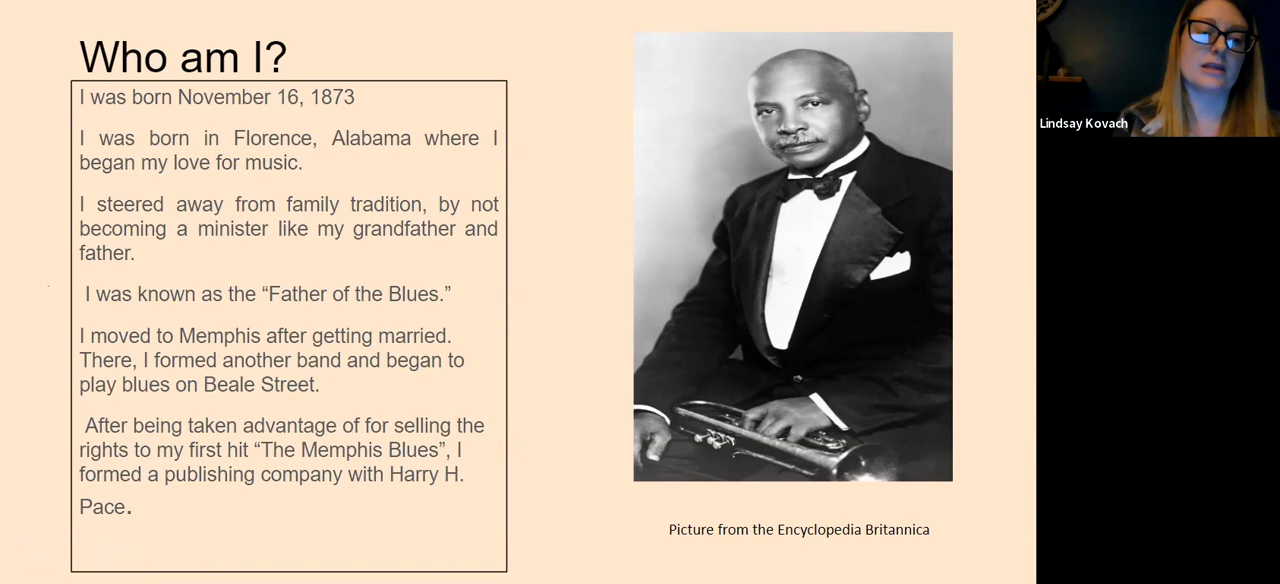 Who am I?
I was born November 16, 1873
I was born in Florence, Alabama where I
began my love for music.
I steered away from family tradition, by not
becoming a minister like my grandfather and
father.
I was known as the “Father of the Blues.”
I moved to Memphis after getting married.
There, I formed another band and began to
play blues on Beale Street.
After being taken advantage of for selling the
rights to my first hit “The Memphis Blues”, I
formed a publishing company with Harry H.
Pace.
Picture from the Encyclopedia Britannica
Lindsay Kovach